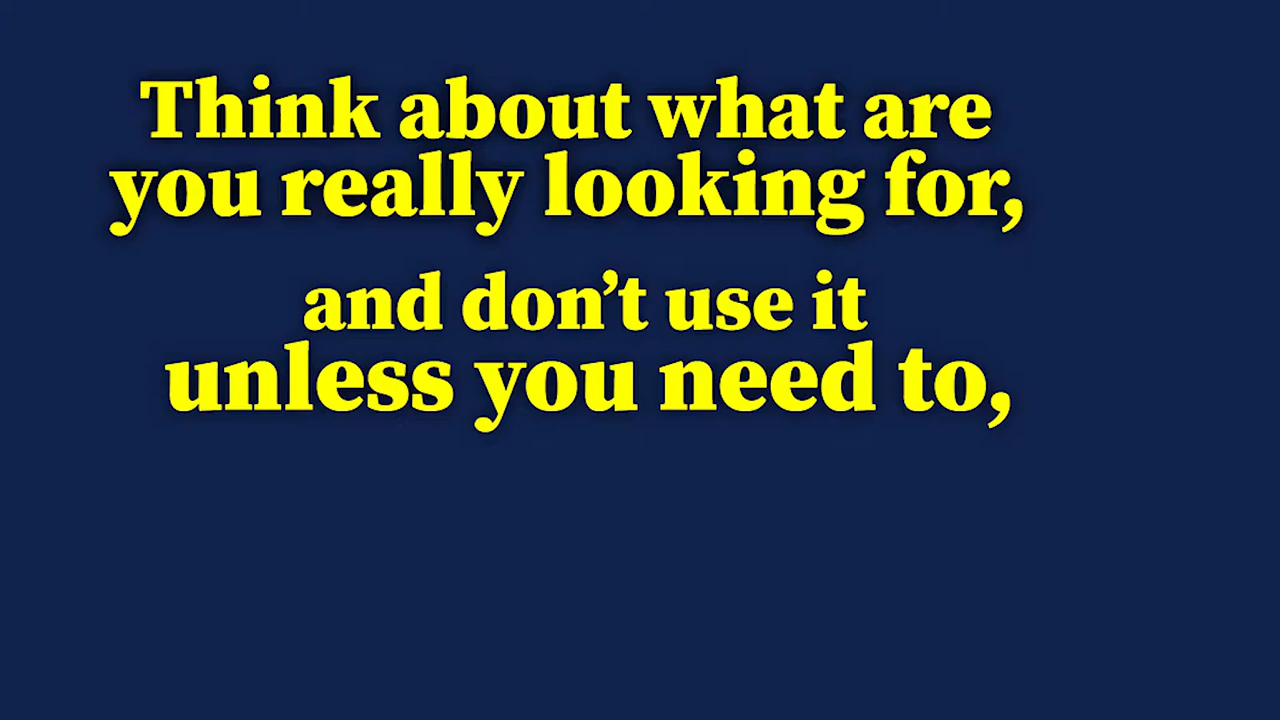 Think about what are
you really looking for,
and don’t use it
unless you need to,